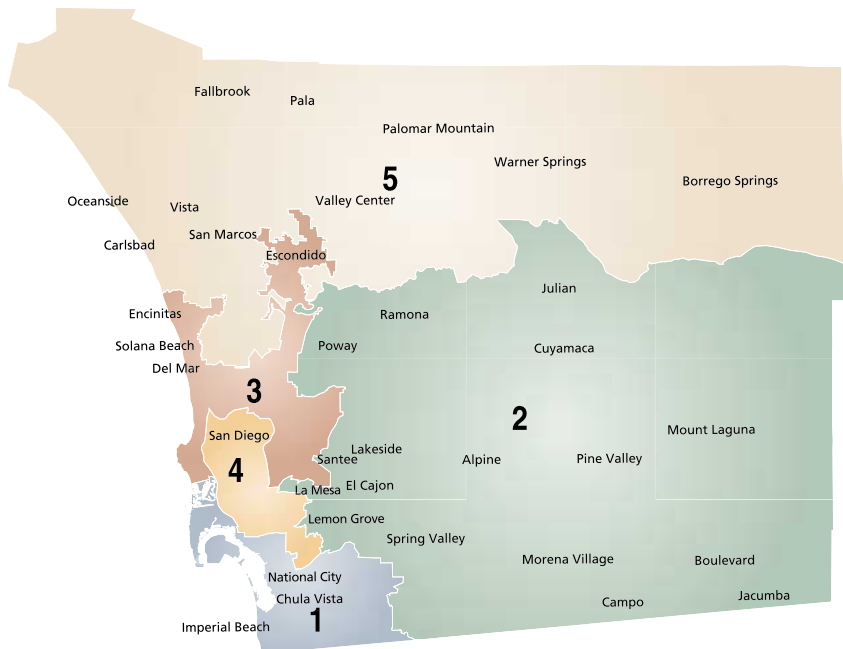 Fallbrook
Pala
Palomar Mountain
Warner Springs
5
Borrego Springs
Oceanside
Vista
Valley Center
San Marcos
Carlsbad
Escondido
Julian
Encinitas
Ramona
Solana Beach
Poway
Cuyamaca
Del Mar
3
2
San Diego
Mount Laguna
4
Lakeside
Santee
Alpine
Pine Valley
La Mesa
El Cajon
Lemon Grove
Spring Valley
Morena Village
Boulevard
National City
Chula Vista
Campo
Jacumba
1
Imperial Beach